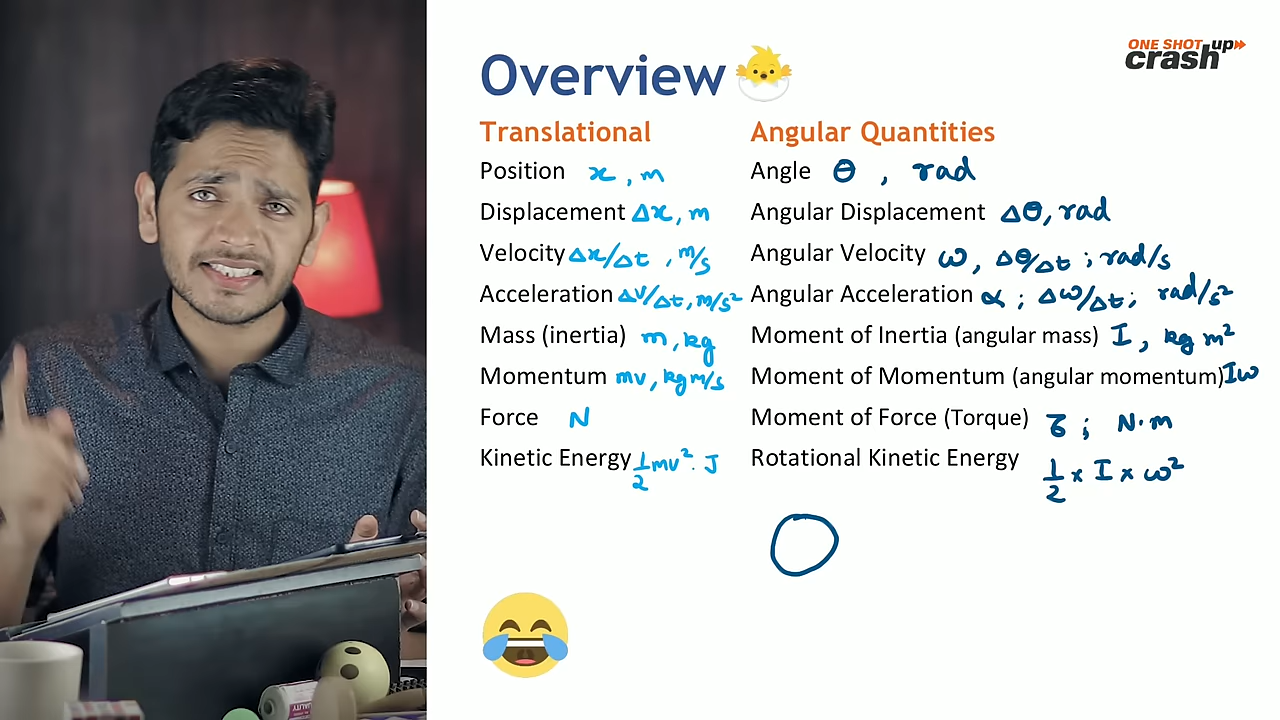 ONE SHOT
crash up
Overview
Translational
Angular Quantities
Position x, m
Angle θ , rad
Displacement Δx, m
Angular Displacement Δθ, rad
Velocity Δx/Δt , m/s
Angular Velocity ω, Δθ/Δt ; rad/s
Acceleration Δv/Δt, m/s²
Angular Acceleration α ; Δω/Δt; rad/s²
Mass (inertia) m, kg
Moment of Inertia (angular mass) I, kg m²
Momentum mv, kg m/s
Moment of Momentum (angular momentum) Iω
Force N
Moment of Force (Torque) τ ; N·m
Kinetic Energy 1/2 mv². J
Rotational Kinetic Energy 1/2 × I × ω²